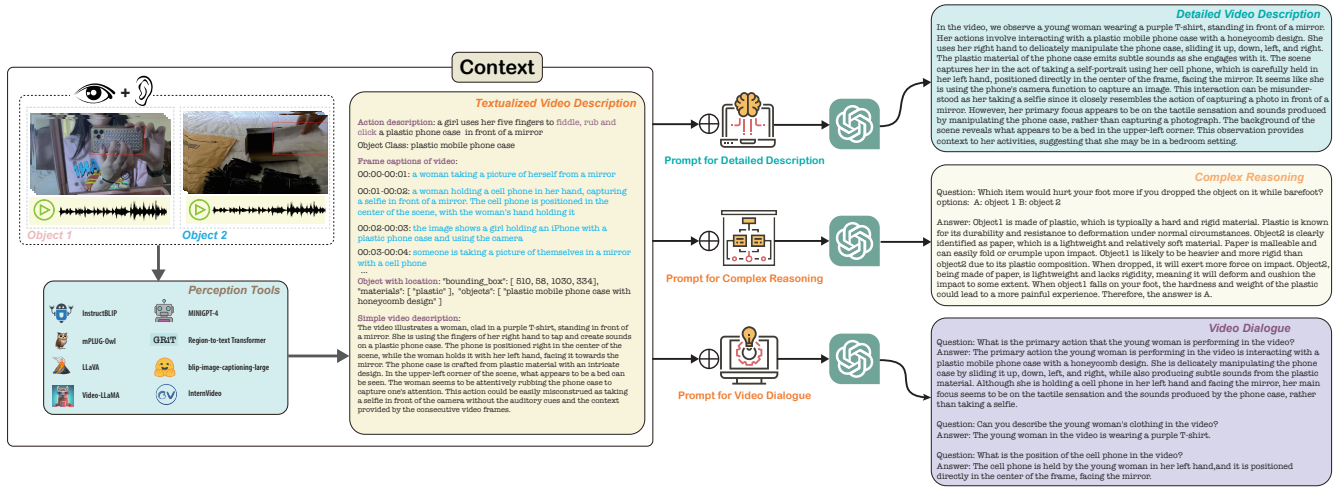 Context
+
Object 1
Object 2
Perception Tools
InstructBLIP
MINIGPT-4
mPLUG-Owl
GRiT
Region-to-text Transformer
LLaVA
blip-image-captioning-large
Video-LLaMA
InternVideo
Textualized Video Description
Action description: a girl uses her five fingers to fiddle, rub and
click a plastic phone case in front of a mirror
Object Class: plastic mobile phone case
Frame captions of video:
00:00-00:01: a woman taking a picture of herself from a mirror
00:01-00:02: a woman holding a cell phone in her hand, capturing
a selfie in front of a mirror. The cell phone is positioned in the
center of the scene, with the woman's hand holding it
00:02-00:03: the image shows a girl holding an iPhone with a
plastic phone case and using the camera
00:03-00:04: someone is taking a picture of themselves in a mirror
with a cell phone
...
Object with location: "bounding_box": [ 510, 58, 1030, 334],
"materials": [ "plastic" ], "objects": [ "plastic mobile phone case with
honeycomb design" ]
Simple video description:
The video illustrates a woman, clad in a purple T-shirt, standing in front of
a mirror. She is using the fingers of her right hand to tap and create sounds
on a plastic phone case. The phone is positioned right in the center of the
scene, while the woman holds it with her left hand, facing it towards the
mirror. The phone case is crafted from plastic material with an intricate
design. In the upper-left corner of the scene, what appears to be a bed can
be seen. The woman seems to be attentively rubbing the phone case to
capture one's attention. This action could be easily misconstrued as taking
a selfie in front of the camera without the auditory cues and the context
provided by the consecutive video frames.
Prompt for Detailed Description
Prompt for Complex Reasoning
Prompt for Video Dialogue
Detailed Video Description
In the video, we observe a young woman wearing a purple T-shirt, standing in front of a mirror.
Her actions involve interacting with a plastic mobile phone case with a honeycomb design. She
uses her right hand to delicately manipulate the phone case, sliding it up, down, left, and right.
The plastic material of the phone case emits subtle sounds as she engages with it. The scene
captures her in the act of taking a self-portrait using her cell phone, which is carefully held in
her left hand, positioned directly in the center of the frame, facing the mirror. It seems like she
is using the phone's camera function to capture an image. This interaction can be misunder-
stood as her taking a selfie since it closely resembles the action of capturing a photo in front of a
mirror. However, her primary focus appears to be on the tactile sensation and sounds produced
by manipulating the phone case, rather than capturing a photograph. The background of the
scene reveals what appears to be a bed in the upper-left corner. This observation provides
context to her activities, suggesting that she may be in a bedroom setting.
Complex Reasoning
Question: Which item would hurt your foot more if you dropped the object on it while barefoot?
options: A: object 1 B: object 2
Answer: Object1 is made of plastic, which is typically a hard and rigid material. Plastic is known
for its durability and resistance to deformation under normal circumstances. Object2 is clearly
identified as paper, which is a lightweight and relatively soft material. Paper is malleable and
can easily fold or crumple upon impact. Object1 is likely to be heavier and more rigid than
object2 due to its plastic composition. When dropped, it will exert more force on impact. Object2,
being made of paper, is lightweight and lacks rigidity, meaning it will deform and cushion the
impact to some extent. When object1 falls on your foot, the hardness and weight of the plastic
could lead to a more painful experience. Therefore, the answer is A.
Video Dialogue
Question: What is the primary action that the young woman is performing in the video?
Answer: The primary action the young woman is performing in the video is interacting with a
plastic mobile phone case with a honeycomb design. She is delicately manipulating the phone
case by sliding it up, down, left, and right, while also producing subtle sounds from the plastic
material. Although she is holding a cell phone in her left hand and facing the mirror, her main
focus seems to be on the tactile sensation and the sounds produced by the phone case, rather
than taking a selfie.
Question: Can you describe the young woman's clothing in the video?
Answer: The young woman in the video is wearing a purple T-shirt.
Question: What is the position of the cell phone in the video?
Answer: The cell phone is held by the young woman in her left hand,and it is positioned
directly in the center of the frame, facing the mirror.